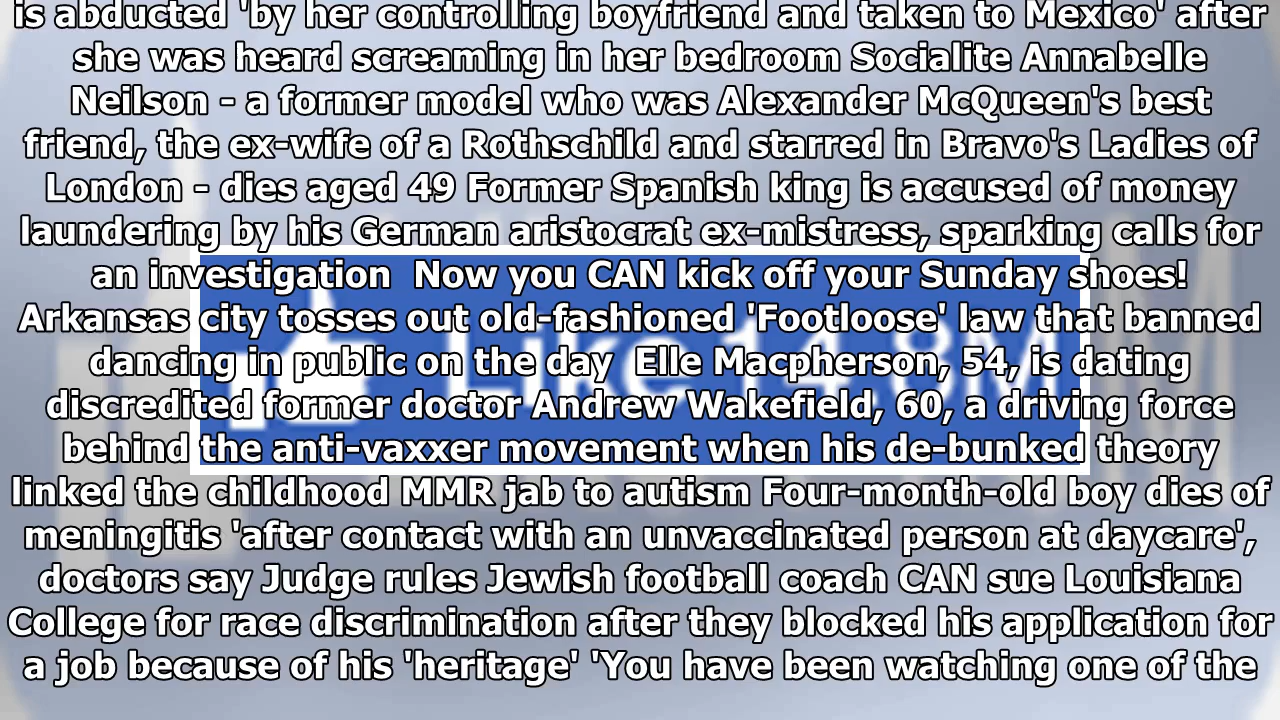 is abducted 'by her controlling boyfriend and taken to Mexico' after
she was heard screaming in her bedroom Socialite Annabelle
Neilson - a former model who was Alexander McQueen's best
friend, the ex-wife of a Rothschild and starred in Bravo's Ladies of
London - dies aged 49 Former Spanish king is accused of money
laundering by his German aristocrat ex-mistress, sparking calls for
an investigation  Now you CAN kick off your Sunday shoes!
Arkansas city tosses out old-fashioned 'Footloose' law that banned
dancing in public on the day  Elle Macpherson, 54, is dating
discredited former doctor Andrew Wakefield, 60, a driving force
behind the anti-vaxxer movement when his de-bunked theory
linked the childhood MMR jab to autism Four-month-old boy dies of
meningitis 'after contact with an unvaccinated person at daycare',
doctors say Judge rules Jewish football coach CAN sue Louisiana
College for race discrimination after they blocked his application for
a job because of his 'heritage' 'You have been watching one of the
Like 14.8M